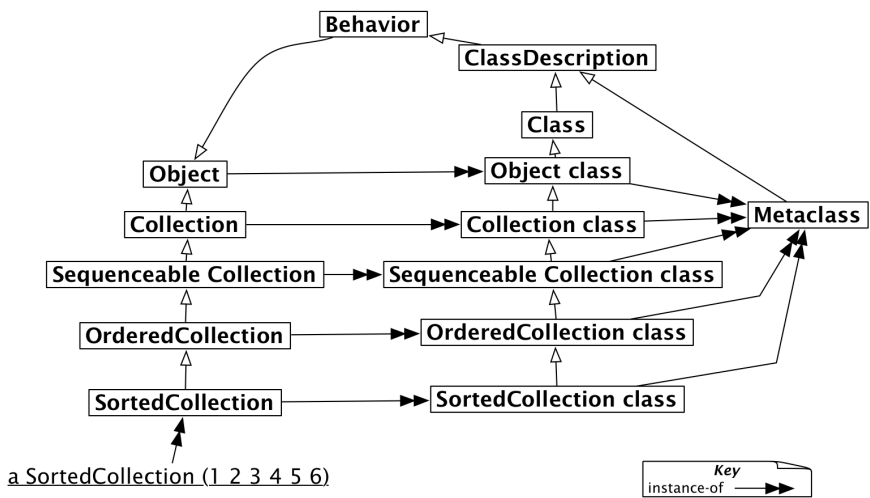 Behavior
ClassDescription
Class
Object
Object class
Collection
Collection class
Metaclass
Sequenceable Collection
Sequenceable Collection class
OrderedCollection
OrderedCollection class
SortedCollection
SortedCollection class
a SortedCollection (1 2 3 4 5 6)
Key
instance-of